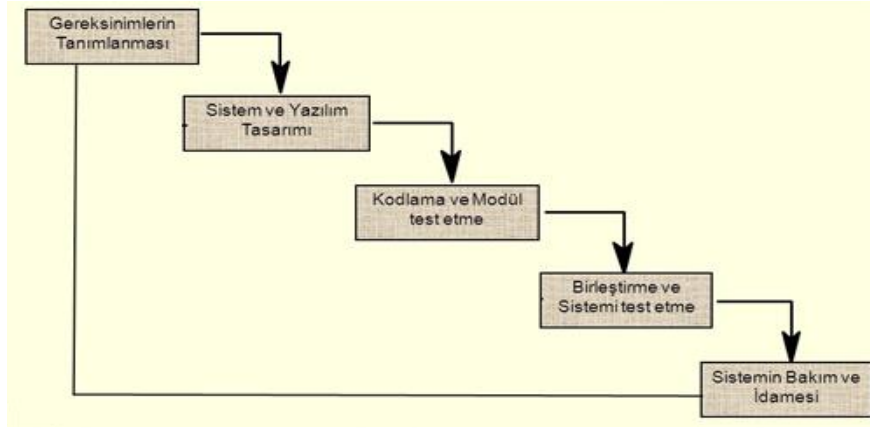 Gereksinimlerin
Tanımlanması
Sistem ve Yazılım
Tasarımı
Kodlama ve Modül
test etme
Birleştirme ve
Sistemi test etme
Sistemin Bakım ve
İdamesi